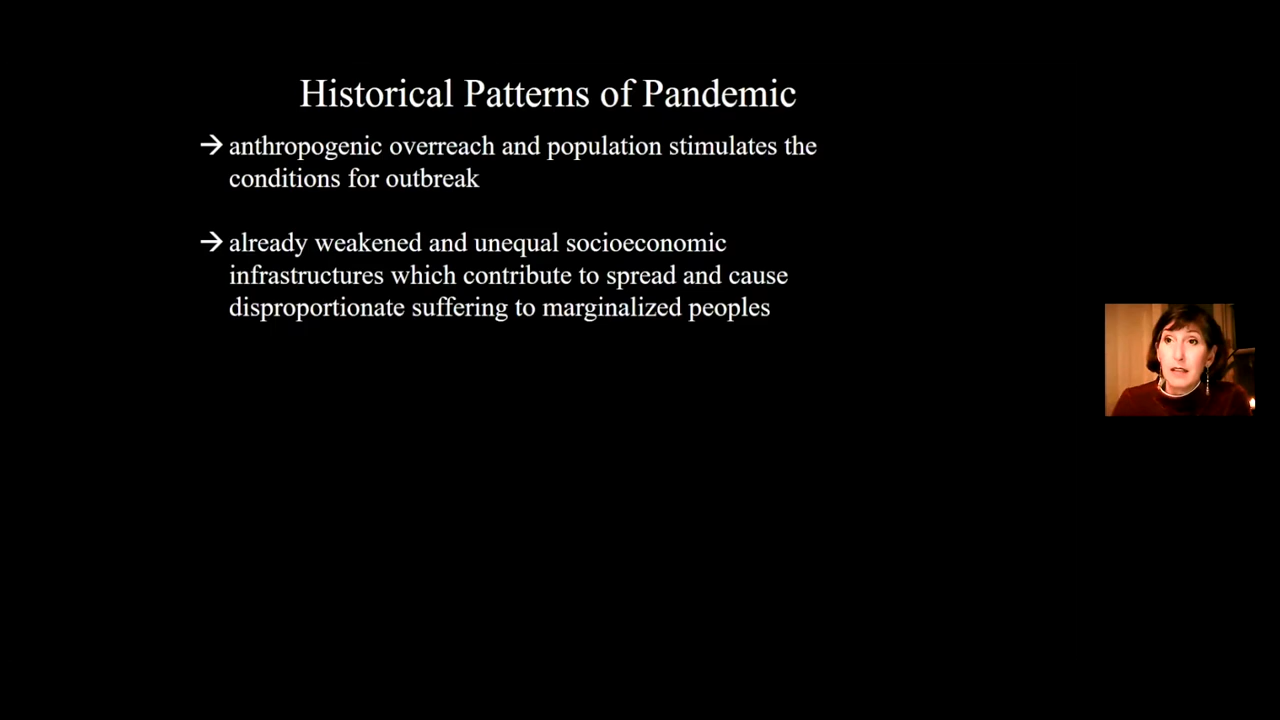 Historical Patterns of Pandemic
→ anthropogenic overreach and population stimulates the
conditions for outbreak
→ already weakened and unequal socioeconomic
infrastructures which contribute to spread and cause
disproportionate suffering to marginalized peoples